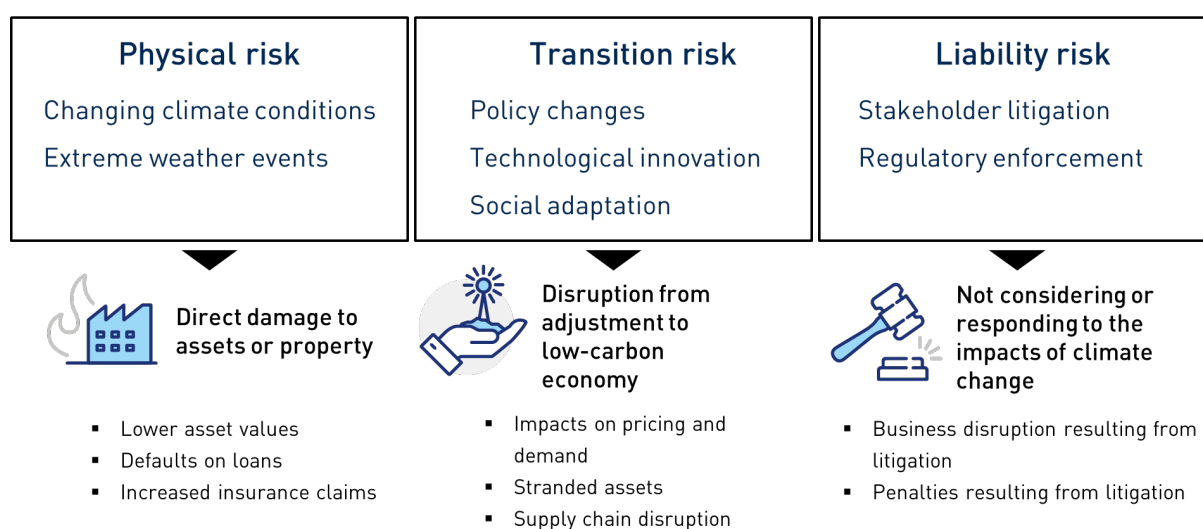 Physical risk
Changing climate conditions
Extreme weather events
Direct damage to
assets or property
▪ Lower asset values
▪ Defaults on loans
▪ Increased insurance claims
Transition risk
Policy changes
Technological innovation
Social adaptation
Disruption from
adjustment to
low-carbon
economy
▪ Impacts on pricing and
demand
▪ Stranded assets
▪ Supply chain disruption
Liability risk
Stakeholder litigation
Regulatory enforcement
Not considering or
responding to the
impacts of climate
change
▪ Business disruption resulting from
litigation
▪ Penalties resulting from litigation